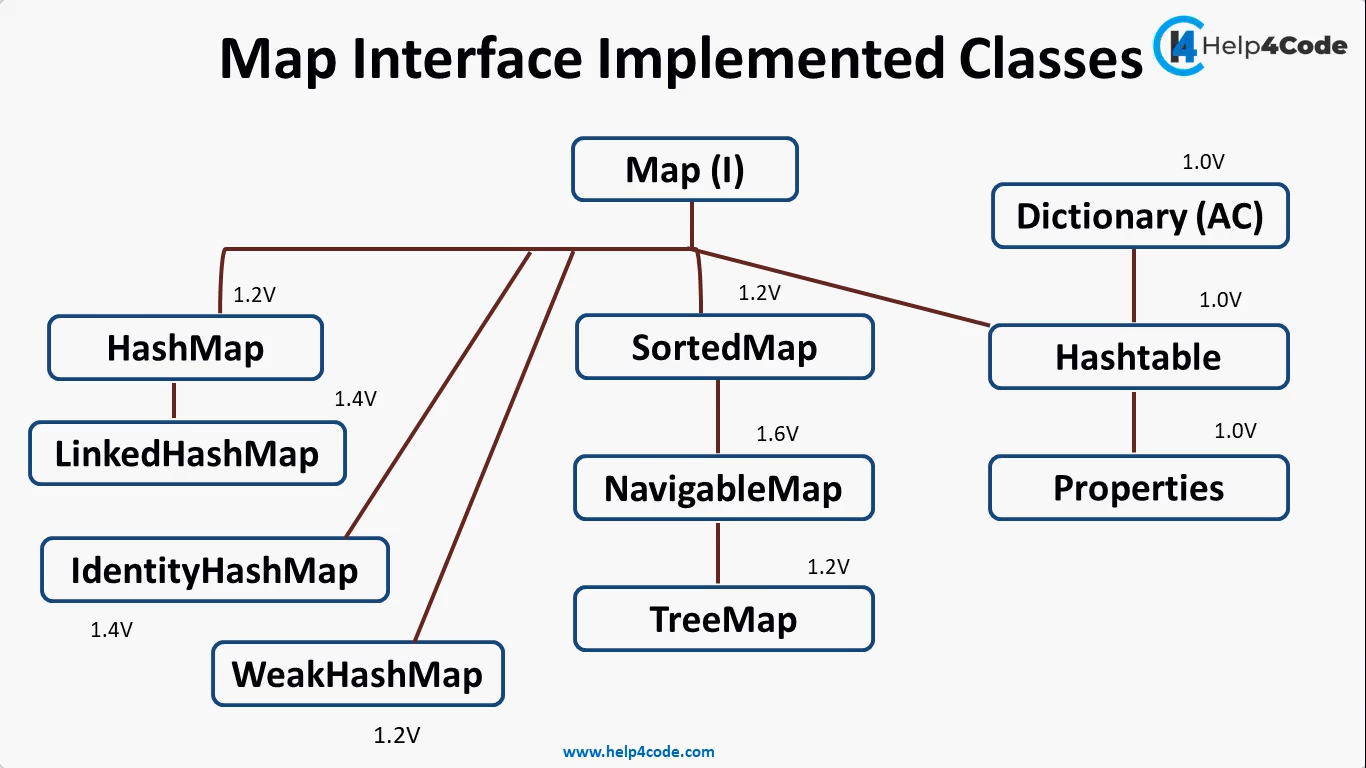 Map Interface Implemented Classes
Help4Code
Map (I)
1.0V
Dictionary (AC)
1.2V
HashMap
1.2V
SortedMap
1.0V
Hashtable
1.4V
LinkedHashMap
1.6V
NavigableMap
1.0V
Properties
IdentityHashMap
1.4V
1.2V
TreeMap
WeakHashMap
1.2V
www.help4code.com